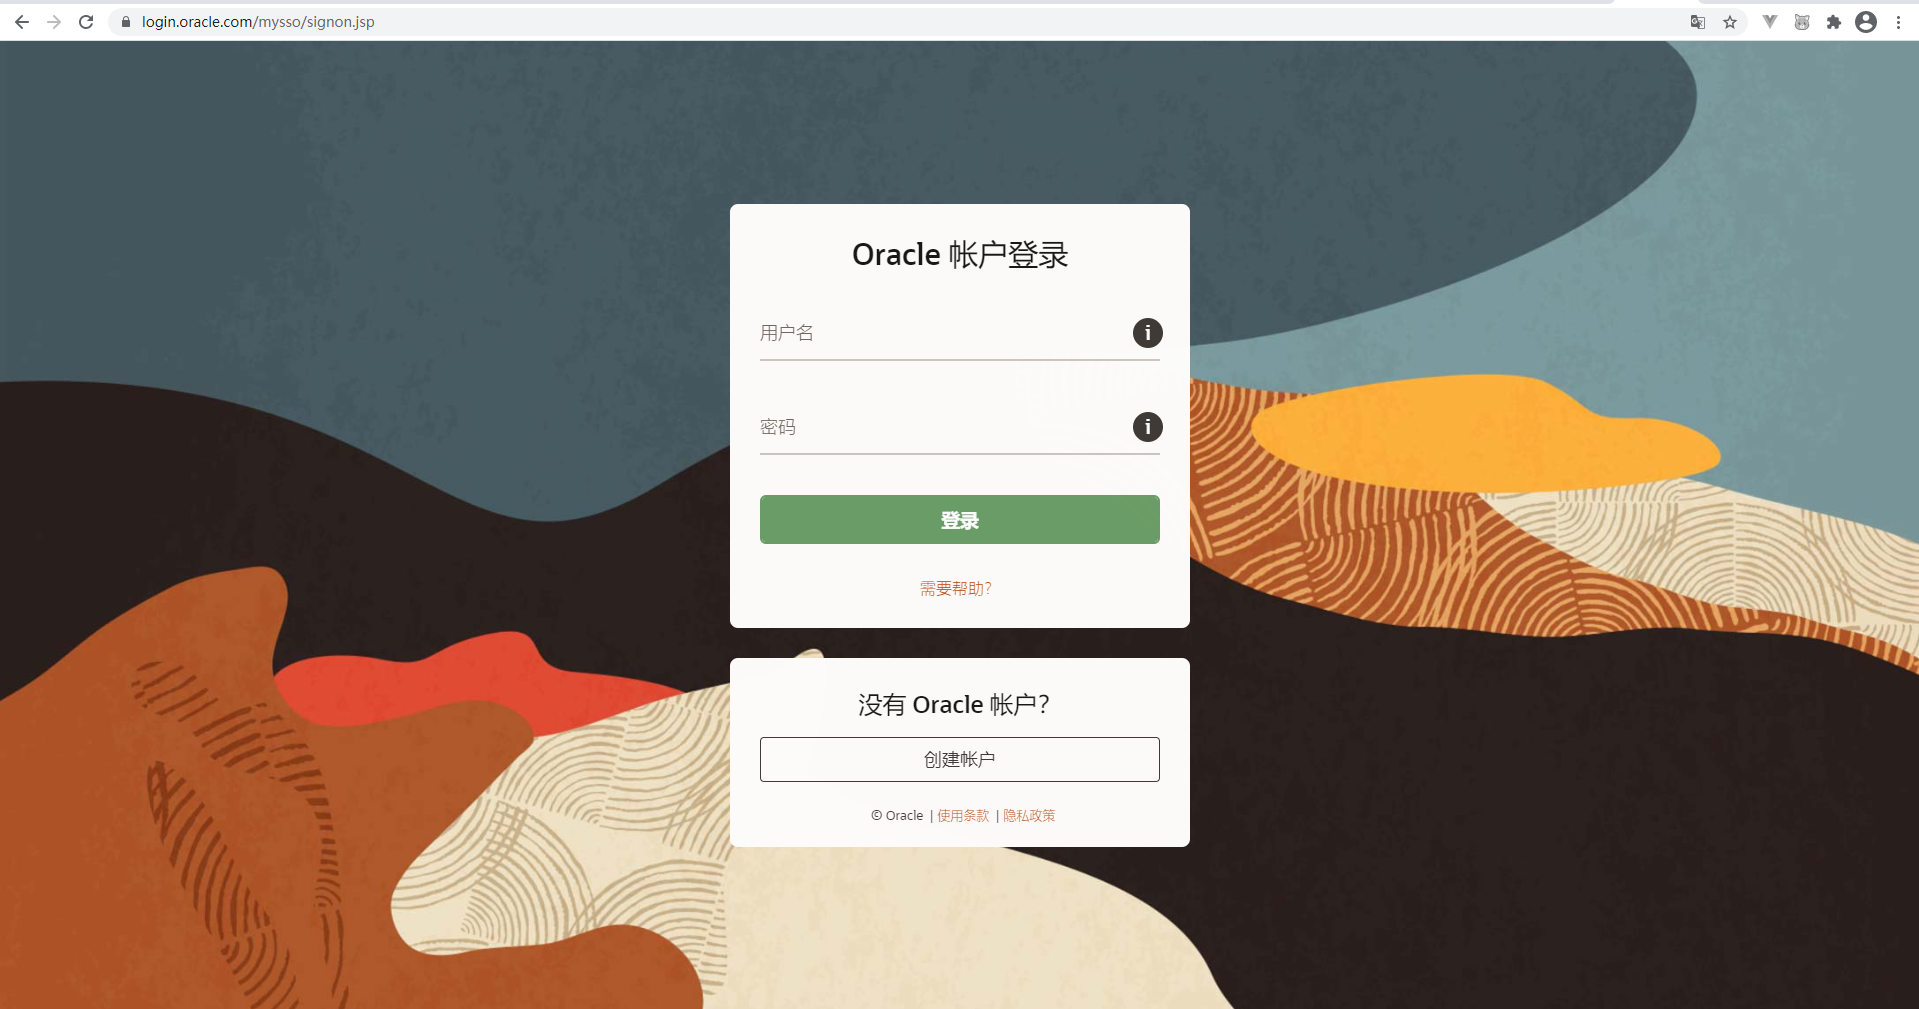 login.oracle.com/mysso/signon.jsp
Oracle 帐户登录
用户名
i
密码
i
登录
需要帮助?
没有 Oracle 帐户?
创建帐户
© Oracle | 使用条款 | 隐私政策